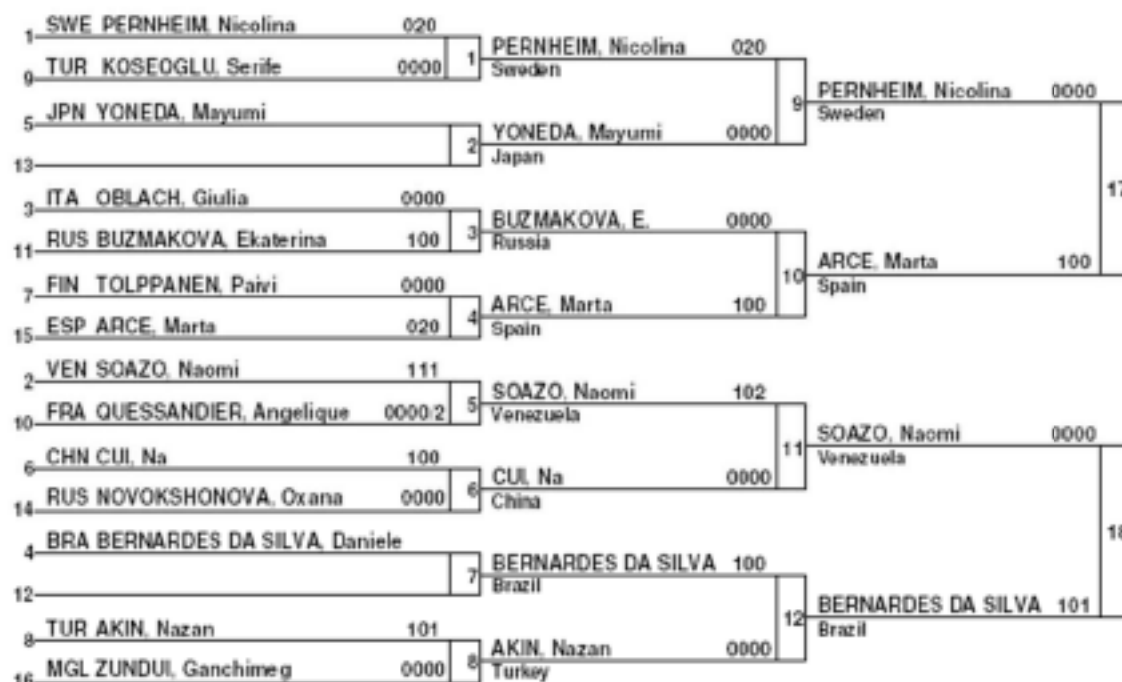 1 SWE PERNHEIM, Nicolina 020
9 TUR KOSEOGLU, Serife 0000
5 JPN YONEDA, Mayumi
13
3 ITA OBLACH, Giulia 0000
11 RUS BUZMAKOVA, Ekaterina 100
7 FIN TOLPPANEN, Paivi 0000
15 ESP ARCE, Marta 020
2 VEN SOAZO, Naomi 111
10 FRA QUESSANDIER, Angelique 0000/2
6 CHN CUI, Na 100
14 RUS NOVOKSHONOVA, Oxana 0000
4 BRA BERNARDES DA SILVA, Daniele
12
8 TUR AKIN, Nazan 101
16 MGL ZUNDUI, Ganchimeg 0000
1 PERNHEIM, Nicolina 020
Sweden
2 YONEDA, Mayumi 0000
Japan
3 BUZMAKOVA, E. 0000
Russia
4 ARCE, Marta 100
Spain
5 SOAZO, Naomi 102
Venezuela
6 CUI, Na 0000
China
7 BERNARDES DA SILVA 100
Brazil
8 AKIN, Nazan 0000
Turkey
9 PERNHEIM, Nicolina 0000
Sweden
10 ARCE, Marta 100
Spain
11 SOAZO, Naomi 0000
Venezuela
12 BERNARDES DA SILVA 101
Brazil
17
18